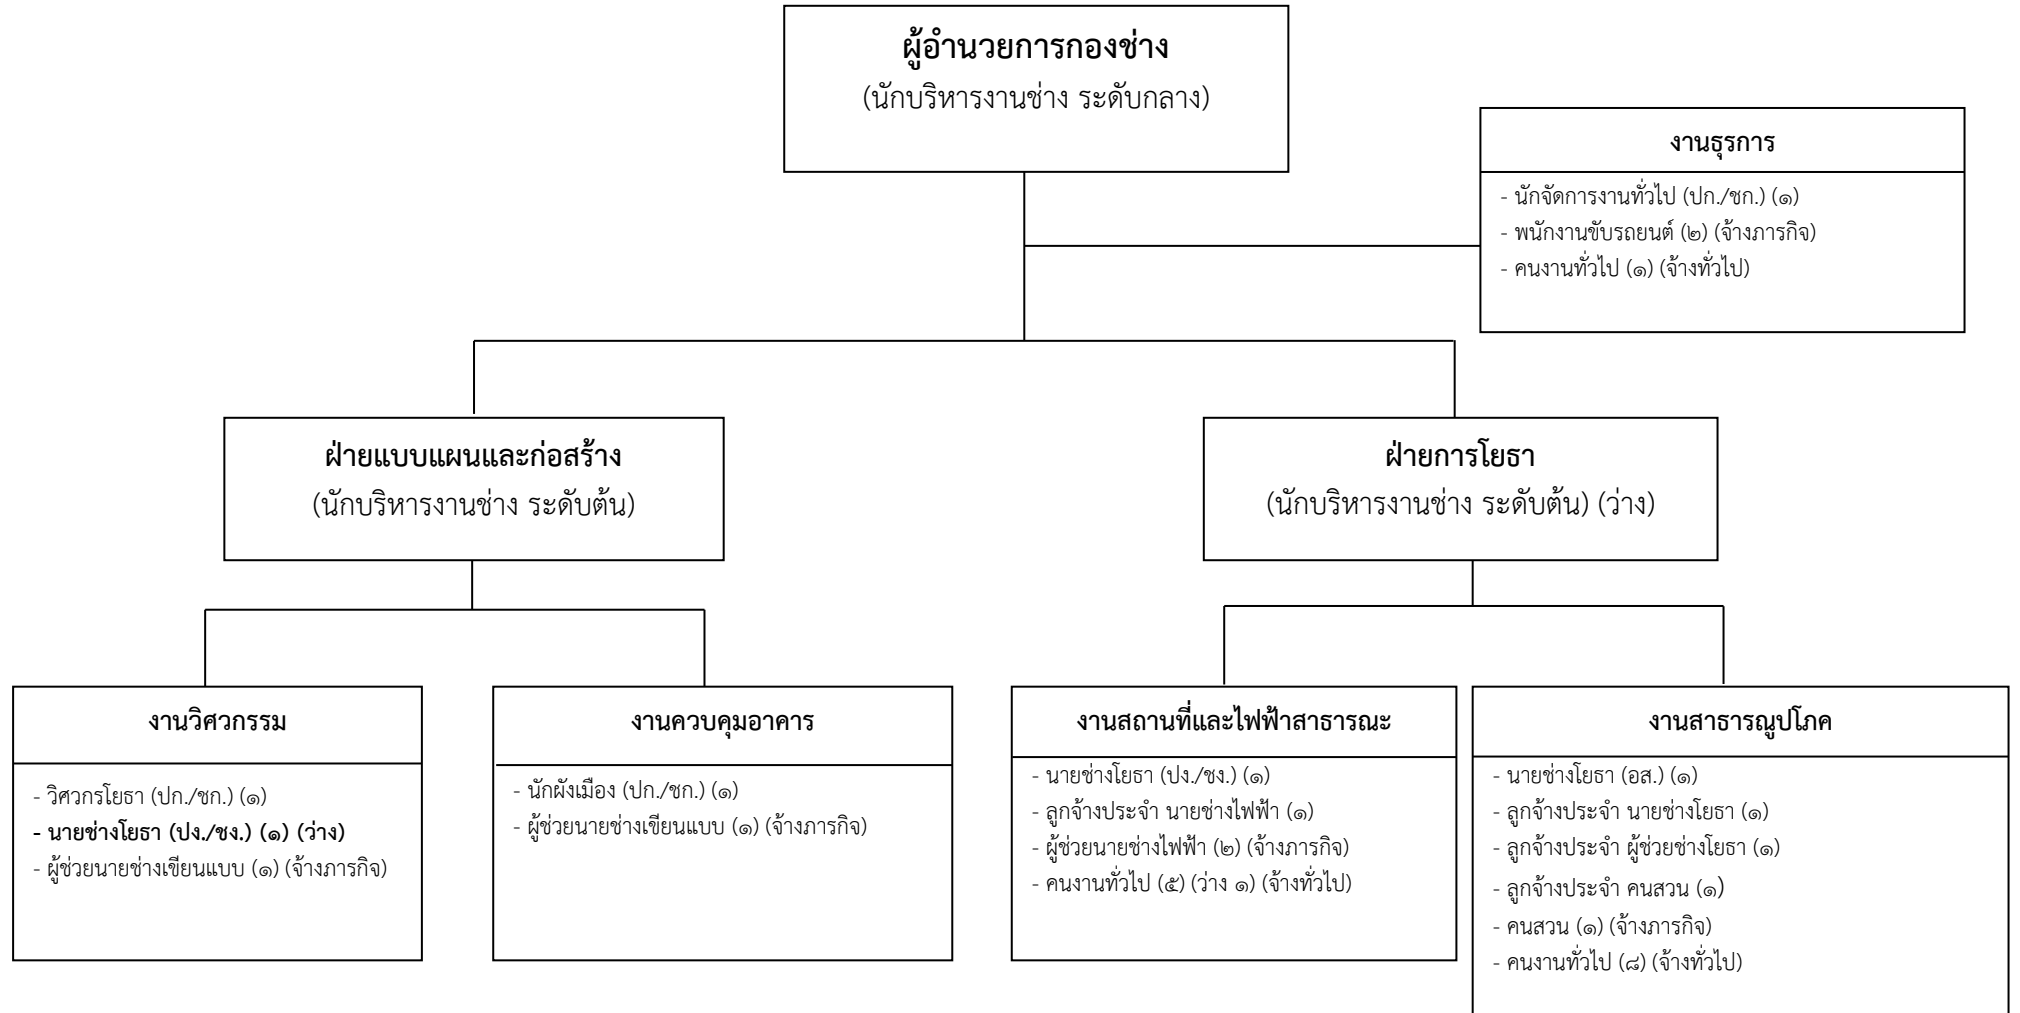 ผู้อำนวยการกองช่าง
(นักบริหารงานช่าง ระดับกลาง)
งานธุรการ
- นักจัดการงานทั่วไป (ปก./ชก.) (๑)
- พนักงานขับรถยนต์ (๒) (จ้างภารกิจ)
- คนงานทั่วไป (๑) (จ้างทั่วไป)
ฝ่ายแบบแผนและก่อสร้าง
(นักบริหารงานช่าง ระดับต้น)
ฝ่ายการโยธา
(นักบริหารงานช่าง ระดับต้น) (ว่าง)
งานวิศวกรรม
- วิศวกรโยธา (ปก./ชก.) (๑)
- นายช่างโยธา (ปง./ชง.) (๑) (ว่าง)
- ผู้ช่วยนายช่างเขียนแบบ (๑) (จ้างภารกิจ)
งานควบคุมอาคาร
- นักผังเมือง (ปก./ชก.) (๑)
- ผู้ช่วยนายช่างเขียนแบบ (๑) (จ้างภารกิจ)
งานสถานที่และไฟฟ้าสาธารณะ
- นายช่างโยธา (ปง./ชง.) (๑)
- ลูกจ้างประจำ นายช่างไฟฟ้า (๑)
- ผู้ช่วยนายช่างไฟฟ้า (๒) (จ้างภารกิจ)
- คนงานทั่วไป (๕) (ว่าง ๑) (จ้างทั่วไป)
งานสาธารณูปโภค
- นายช่างโยธา (อส.) (๑)
- ลูกจ้างประจำ นายช่างโยธา (๑)
- ลูกจ้างประจำ ผู้ช่วยช่างโยธา (๑)
- ลูกจ้างประจำ คนสวน (๑)
- คนสวน (๑) (จ้างภารกิจ)
- คนงานทั่วไป (๘) (จ้างทั่วไป)